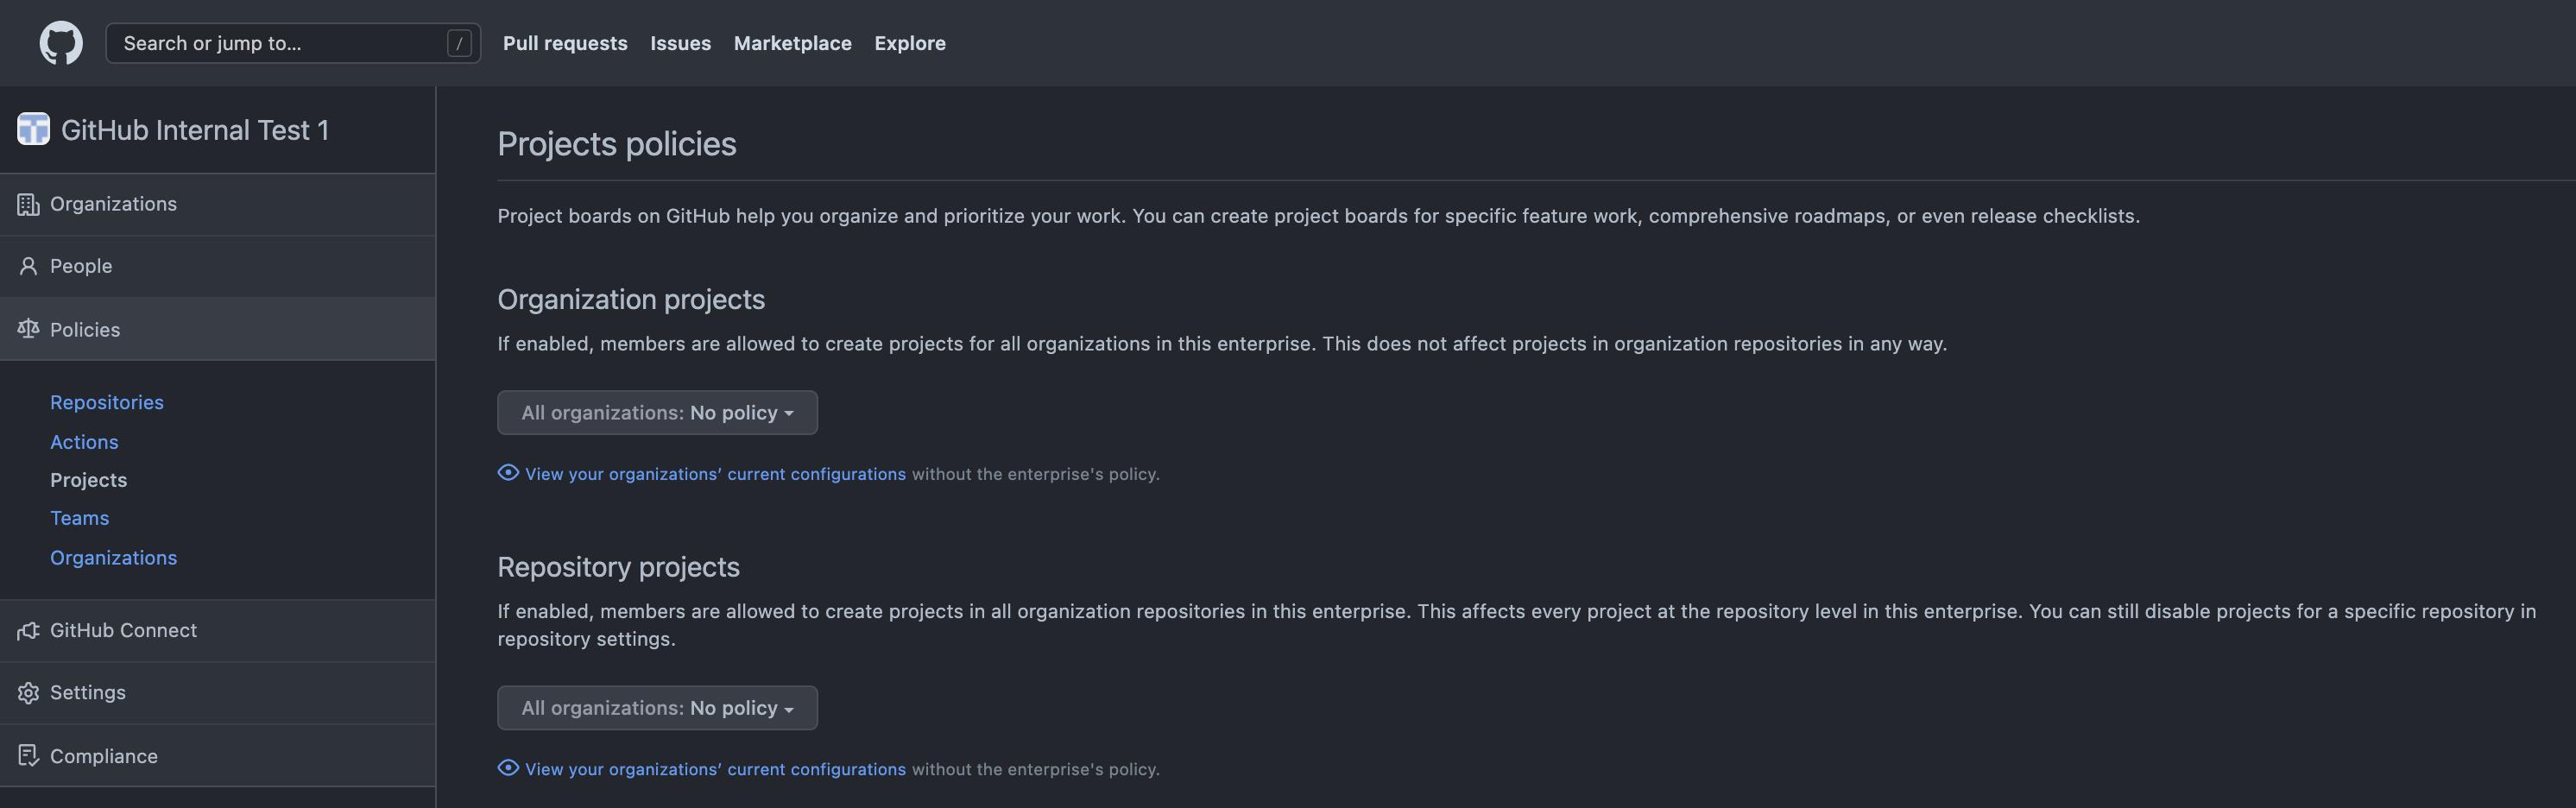 Search or jump to...
/
Pull requests
Issues
Marketplace
Explore
GitHub Internal Test 1
Organizations
People
Policies
Repositories
Actions
Projects
Teams
Organizations
GitHub Connect
Settings
Compliance
Projects policies
Project boards on GitHub help you organize and prioritize your work. You can create project boards for specific feature work, comprehensive roadmaps, or even release checklists.
Organization projects
If enabled, members are allowed to create projects for all organizations in this enterprise. This does not affect projects in organization repositories in any way.
All organizations: No policy
View your organizations’ current configurations without the enterprise's policy.
Repository projects
If enabled, members are allowed to create projects in all organization repositories in this enterprise. This affects every project at the repository level in this enterprise. You can still disable projects for a specific repository in
repository settings.
All organizations: No policy
View your organizations’ current configurations without the enterprise's policy.